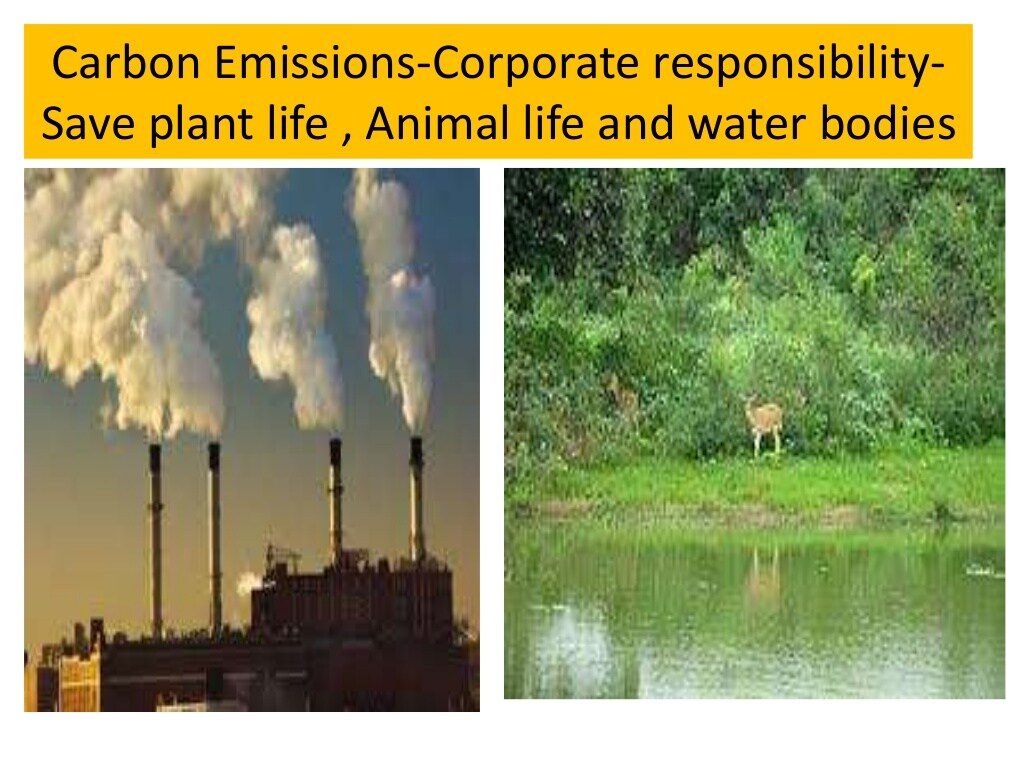 Carbon Emissions-Corporate responsibility-
Save plant life , Animal life and water bodies